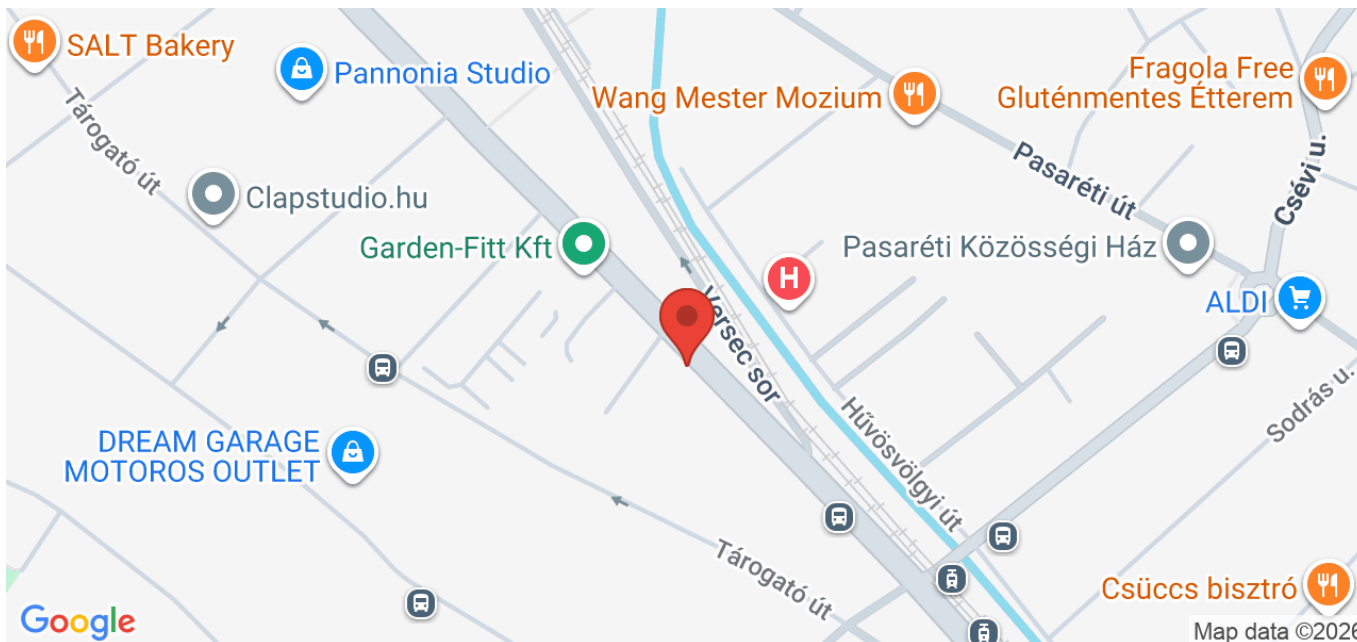 SALT Bakery
Pannonia Studio
Wang Mester Mozium
Fragola Free
Gluténmentes Étterem
Tárogató út
Pasaréti út
Csévi u.
Clapstudio.hu
Garden-Fitt Kft
Pasaréti Közösségi Ház
H
ALDI
Versec sor
Hűvösvölgyi út
Sodrás u.
DREAM GARAGE
MOTOROS OUTLET
Tárogató út
Csüccs bisztró
Google
Map data ©2026